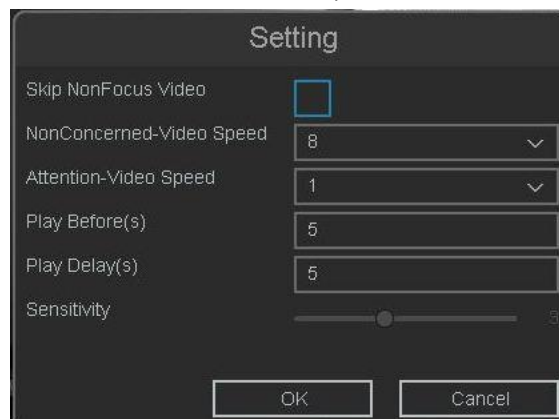 Setting
Skip NonFocus Video
NonConcerned-Video Speed 8
Attention-Video Speed 1
Play Before(s) 5
Play Delay(s) 5
Sensitivity 3
OK Cancel